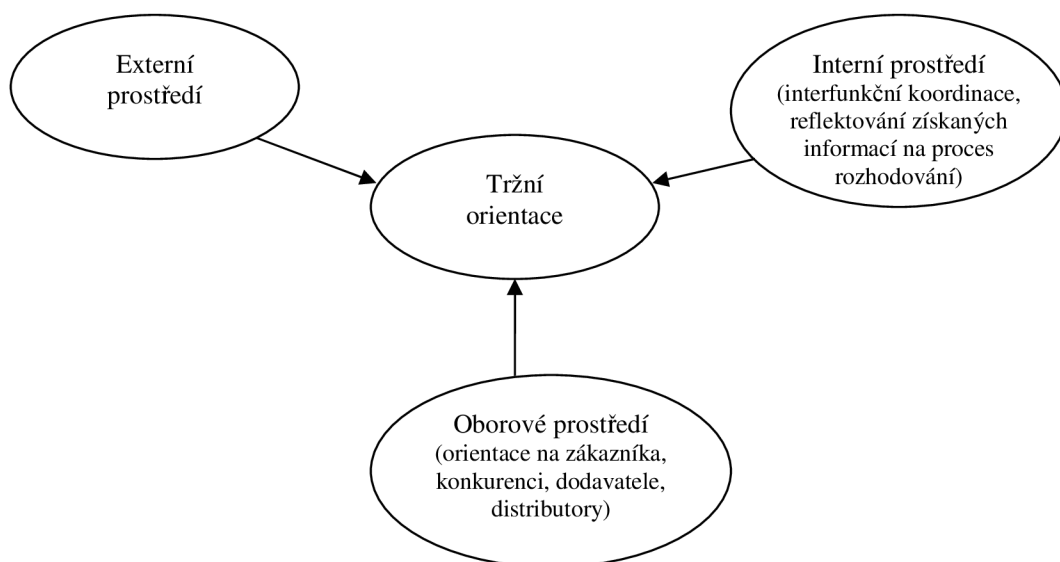 Externí
prostředí
Interní prostředí
(interfunkční koordinace,
reflektování získaných
informací na proces
rozhodování)
Tržní
orientace
Oborové prostředí
(orientace na zákazníka,
konkurenci, dodavatele,
distributory)